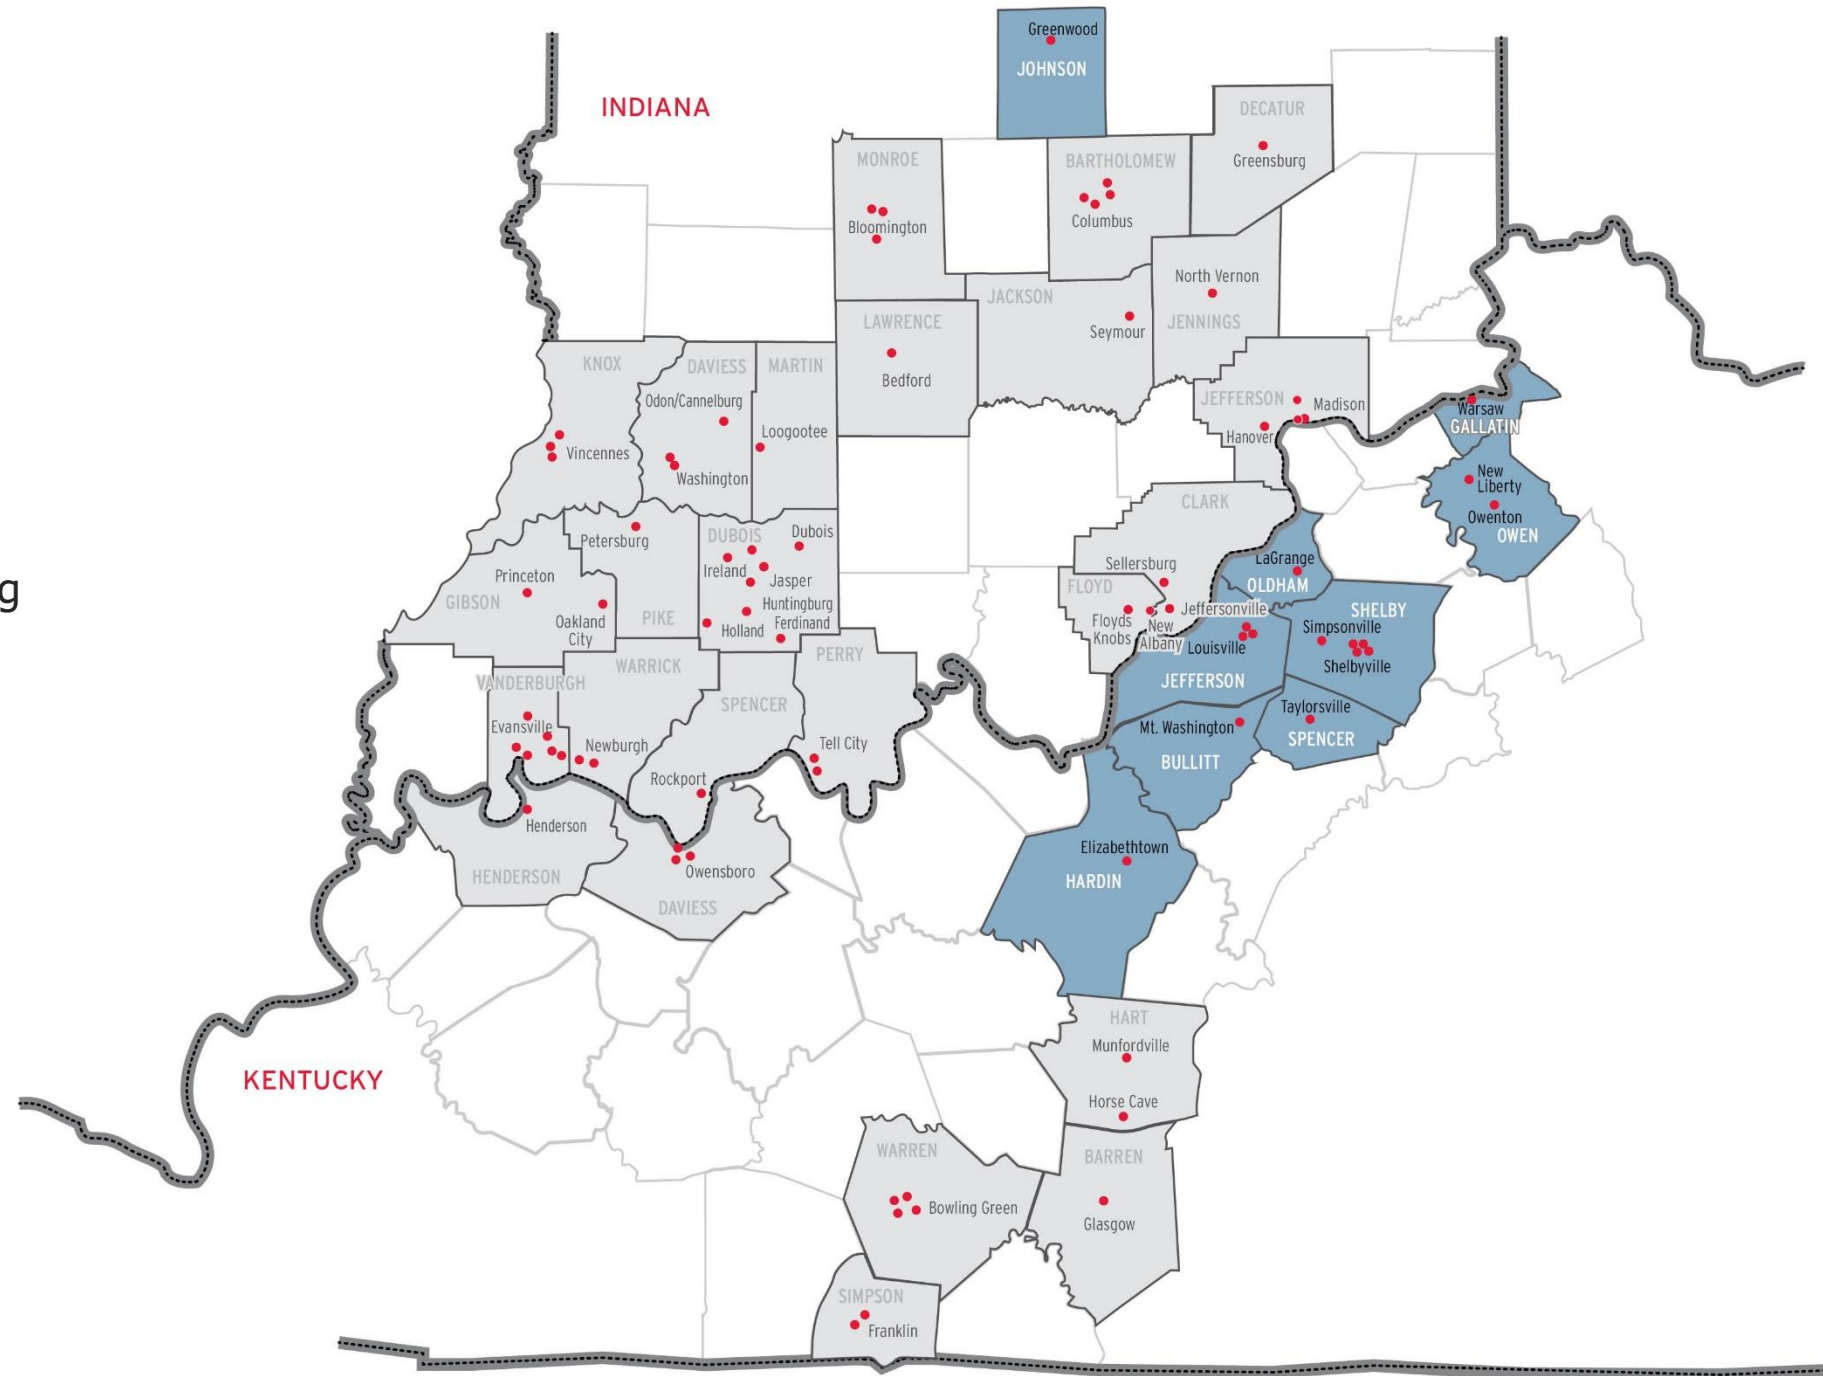 Greenwood
JOHNSON
INDIANA
DECATUR
Greensburg
MONROE
Bloomington
BARTHOLOMEW
Columbus
North Vernon
JENNINGS
JACKSON
Seymour
LAWRENCE
Bedford
KNOX
Vincennes
DAVIESS
Odon/Cannelburg
Washington
MARTIN
Loogootee
JEFFERSON
Madison
Hanover
Warsaw
GALLATIN
New
Liberty
Owenton
OWEN
CLARK
Sellersburg
Jeffersonville
FLOYD
Floyds
Knobs
New
Albany
LaGrange
OLDHAM
SHELBY
Simpsonville
Shelbyville
Louisville
JEFFERSON
Taylorsville
SPENCER
Mt. Washington
BULLITT
Petersburg
PIKE
DUBOIS
Dubois
Ireland
Jasper
Huntingburg
Ferdinand
Holland
g
Princeton
GIBSON
Oakland
City
WARRICK
VANDERBURGH
Evansville
Newburgh
SPENCER
Rockport
PERRY
Tell City
Henderson
HENDERSON
Owensboro
DAVIESS
Elizabethtown
HARDIN
KENTUCKY
HART
Munfordville
Horse Cave
WARREN
Bowling Green
BARREN
Glasgow
SIMPSON
Franklin